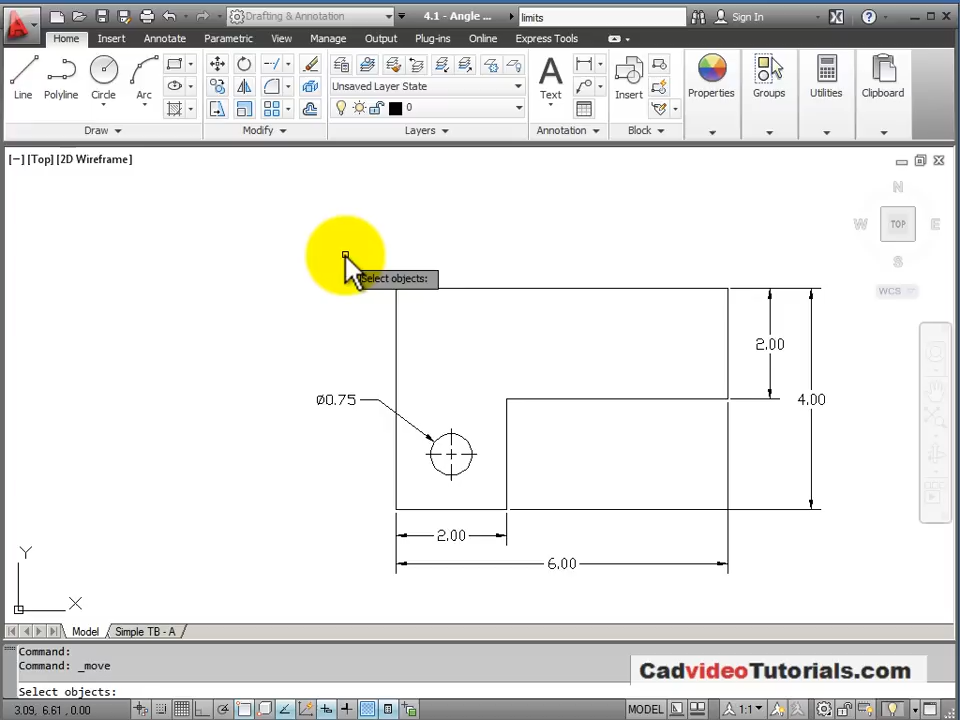 Drafting & Annotation
4.1 - Angle ...
limits
Sign In
Home
Insert
Annotate
Parametric
View
Manage
Output
Plug-ins
Online
Express Tools
Line
Polyline
Circle
Arc
Unsaved Layer State
0
Text
Insert
Properties
Groups
Utilities
Clipboard
Draw
Modify
Layers
Annotation
Block
[−] [Top] [2D Wireframe]
N
W
TOP
E
S
WCS
Select objects:
2.00
Ø0.75
4.00
2.00
6.00
Y
X
Model
Simple TB - A
Command:
Command: _move
CadvideoTutorials.com
Select objects:
3.09, 6.61 , 0.00
MODEL
1:1